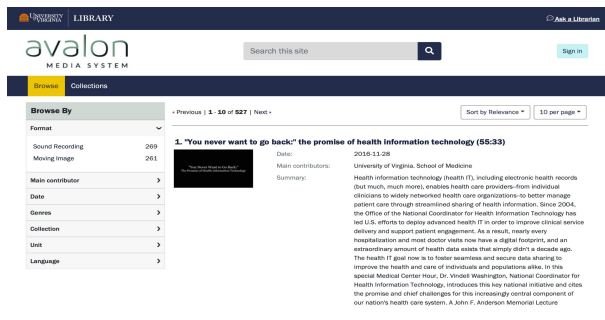 UNIVERSITY of VIRGINIA LIBRARY
Ask a Librarian
avalon
MEDIA SYSTEM
Search this site
Sign in
Browse Collections
Browse By
Format
Sound Recording 269
Moving Image 261
Main contributor
Date
Genres
Collection
Unit
Language
« Previous | 1 - 10 of 527 | Next »
Sort by Relevance
10 per page
1. "You never want to go back:" the promise of health information technology (55:33)
"You Never Want to Go Back:"
The Promise of Health Information Technology
Date: 2016-11-28
Main contributors: University of Virginia. School of Medicine
Summary: Health information technology (health IT), including electronic health records
(but much, much more), enables health care providers–from individual
clinicians to widely networked health care organizations–to better manage
patient care through streamlined sharing of health information. Since 2004,
the Office of the National Coordinator for Health Information Technology has
led U.S. efforts to deploy advanced health IT in order to improve clinical service
delivery and support patient engagement. As a result, nearly every
hospitalization and most doctor visits now have a digital footprint, and an
extraordinary amount of health data exists that simply didn't a decade ago.
The health IT goal now is to foster seamless and secure data sharing to
improve the health and care of individuals and populations alike. In this
special Medical Center Hour, Dr. Vindell Washington, National Coordinator for
Health Information Technology, introduces this key national initiative and cites
the promise and chief challenges for this increasingly central component of
our nation's health care system. A John F. Anderson Memorial Lecture